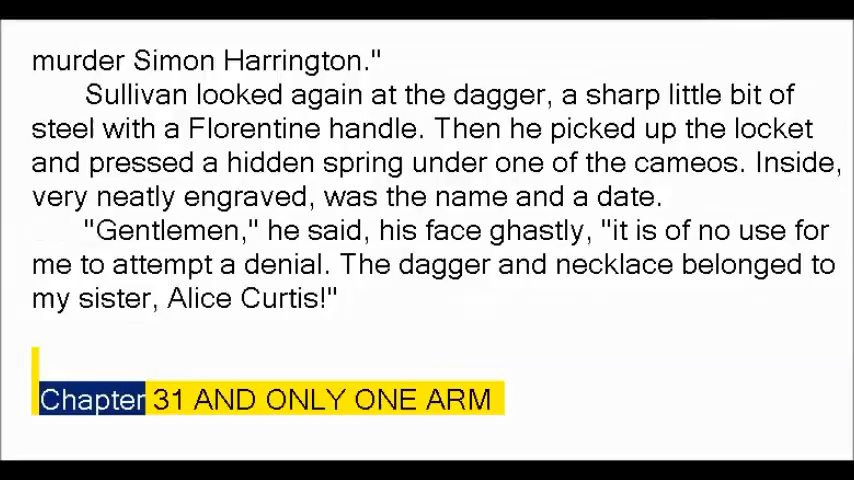 murder Simon Harrington."
Sullivan looked again at the dagger, a sharp little bit of
steel with a Florentine handle. Then he picked up the locket
and pressed a hidden spring under one of the cameos. Inside,
very neatly engraved, was the name and a date.
"Gentlemen," he said, his face ghastly, "it is of no use for
me to attempt a denial. The dagger and necklace belonged to
my sister, Alice Curtis!"
Chapter 31 AND ONLY ONE ARM